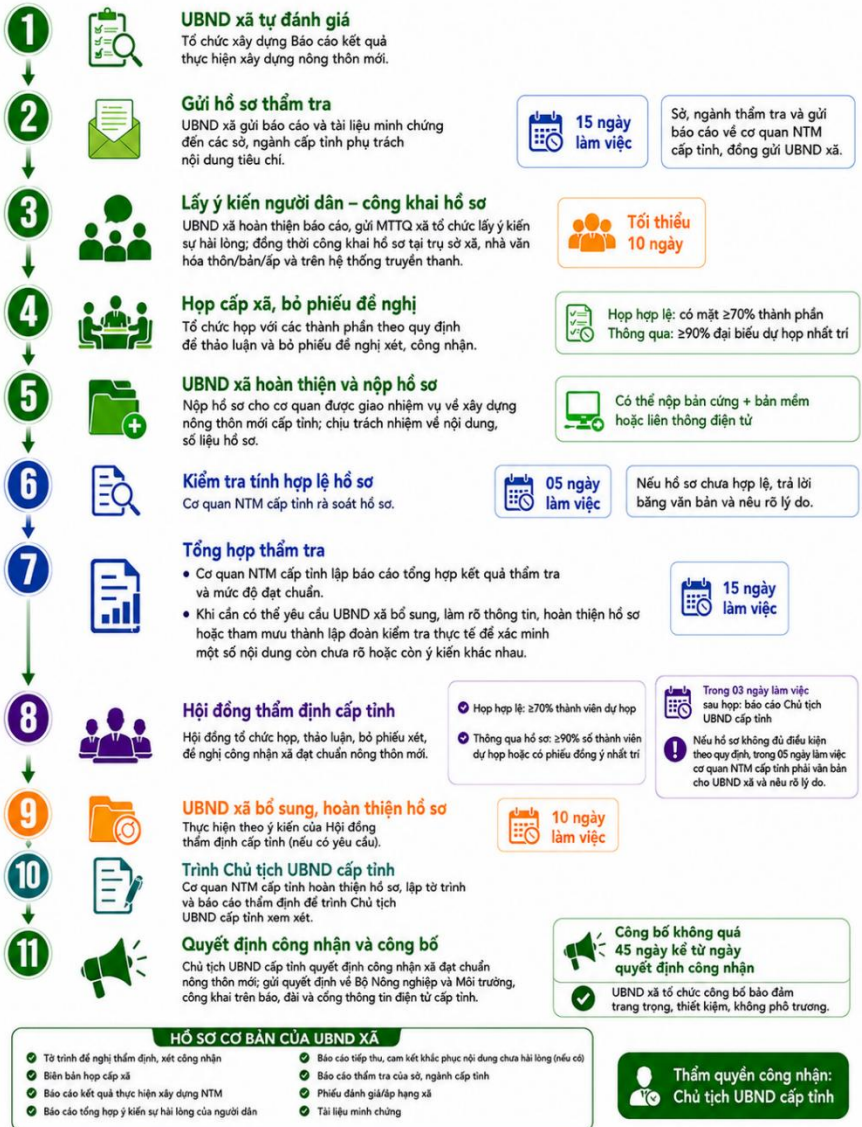 1
UBND xã tự đánh giá
Tổ chức xây dựng Báo cáo kết quả
thực hiện xây dựng nông thôn mới.
2
Gửi hồ sơ thẩm tra
UBND xã gửi báo cáo và tài liệu minh chứng
đến các sở, ngành cấp tỉnh phụ trách
nội dung tiêu chí.
15 ngày
làm việc
Sở, ngành thẩm tra và gửi
báo cáo về cơ quan NTM
cấp tỉnh, đồng gửi UBND xã.
3
Lấy ý kiến người dân – công khai hồ sơ
UBND xã hoàn thiện báo cáo, gửi MTTQ xã tổ chức lấy ý kiến
sự hài lòng; đồng thời công khai hồ sơ tại trụ sở xã, nhà văn
hóa thôn/bản/ấp và trên hệ thống truyền thanh.
Tối thiểu
10 ngày
4
Họp cấp xã, bỏ phiếu đề nghị
Tổ chức họp với các thành phần theo quy định
để thảo luận và bỏ phiếu đề nghị xét, công nhận.
Họp hợp lệ: có mặt ≥70% thành phần
Thông qua: ≥90% đại biểu dự họp nhất trí
5
UBND xã hoàn thiện và nộp hồ sơ
Nộp hồ sơ cho cơ quan được giao nhiệm vụ về xây dựng
nông thôn mới cấp tỉnh; chịu trách nhiệm về nội dung,
số liệu hồ sơ.
Có thể nộp bản cứng + bản mềm
hoặc liên thông điện tử
6
Kiểm tra tính hợp lệ hồ sơ
Cơ quan NTM cấp tỉnh rà soát hồ sơ.
05 ngày
làm việc
Nếu hồ sơ chưa hợp lệ, trả lời
băng văn bản và nêu rõ lý do.
7
Tổng hợp thẩm tra
• Cơ quan NTM cấp tỉnh lập báo cáo tổng hợp kết quả thẩm tra
và mức độ đạt chuẩn.
• Khi cần có thể yêu cầu UBND xã bổ sung, làm rõ thông tin, hoàn thiện hồ sơ
hoặc tham mưu thành lập đoàn kiểm tra thực tế để xác minh
một số nội dung còn chưa rõ hoặc còn ý kiến khác nhau.
15 ngày
làm việc
8
Hội đồng thẩm định cấp tỉnh
Hội đồng tổ chức họp, thảo luận, bỏ phiếu xét,
đề nghị công nhận xã đạt chuẩn nông thôn mới.
Họp hợp lệ: ≥70% thành viên dự họp
Thông qua hồ sơ: ≥90% số thành viên
dự họp hoặc có phiếu đồng ý nhất trí
Trong 03 ngày làm việc
sau họp: báo cáo Chủ tịch
UBND cấp tỉnh
Nếu hồ sơ không đủ điều kiện
theo quy định, trong 05 ngày làm việc
cơ quan NTM cấp tỉnh phải văn bản
cho UBND xã và nêu rõ lý do.
9
UBND xã bổ sung, hoàn thiện hồ sơ
Thực hiện theo ý kiến của Hội đồng
thẩm định cấp tỉnh (nếu có yêu cầu).
10 ngày
làm việc
10
Trình Chủ tịch UBND cấp tỉnh
Cơ quan NTM cấp tỉnh hoàn thiện hồ sơ, lập tờ trình
và báo cáo thẩm định để trình Chủ tịch
UBND cấp tỉnh xem xét.
11
Quyết định công nhận và công bố
Chủ tịch UBND cấp tỉnh quyết định công nhận xã đạt chuẩn
nông thôn mới; gửi quyết định về Bộ Nông nghiệp và Môi trường,
công khai trên báo, đài và cổng thông tin điện tử cấp tỉnh.
Công bố không quá
45 ngày kể từ ngày
quyết định công nhận
UBND xã tổ chức công bố bảo đảm
trang trọng, thiết kiệm, không phô trương.
HỒ SƠ CƠ BẢN CỦA UBND XÃ
Tờ trình đề nghị thẩm định, xét công nhận
Biên bản họp cấp xã
Báo cáo kết quả thực hiện xây dựng NTM
Báo cáo tổng hợp ý kiến sự hài lòng của người dân
Báo cáo tiếp thu, cam kết khắc phục nội dung chưa hài lòng (nếu có)
Báo cáo thẩm tra của sở, ngành cấp tỉnh
Phiếu đánh giá/áp hạng xã
Tài liệu minh chứng
Thẩm quyền công nhận:
Chủ tịch UBND cấp tỉnh